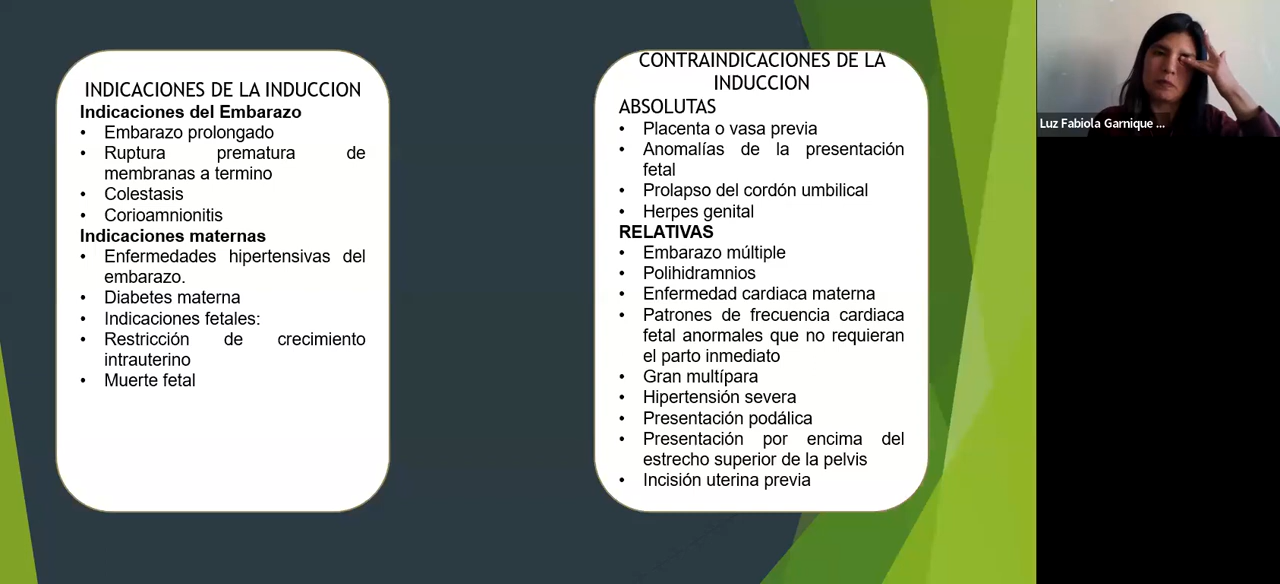 INDICACIONES DE LA INDUCCION
Indicaciones del Embarazo
• Embarazo prolongado
• Ruptura prematura de
membranas a termino
• Colestasis
• Corioamnionitis
Indicaciones maternas
• Enfermedades hipertensivas del
embarazo.
• Diabetes materna
• Indicaciones fetales:
• Restricción de crecimiento
intrauterino
• Muerte fetal
CONTRAINDICACIONES DE LA
INDUCCION
ABSOLUTAS
• Placenta o vasa previa
• Anomalías de la presentación
fetal
• Prolapso del cordón umbilical
• Herpes genital
RELATIVAS
• Embarazo múltiple
• Polihidramnios
• Enfermedad cardiaca materna
• Patrones de frecuencia cardiaca
fetal anormales que no requieran
el parto inmediato
• Gran multípara
• Hipertensión severa
• Presentación podálica
• Presentación por encima del
estrecho superior de la pelvis
• Incisión uterina previa
Luz Fabiola Garnique ...